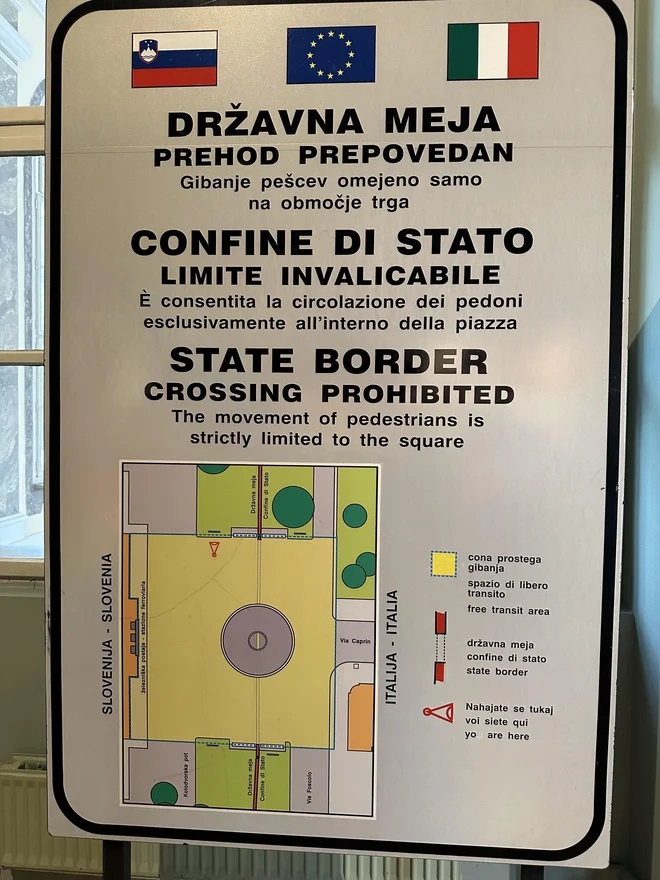 DRŽAVNA MEJA
PREHOD PREPOVEDAN
Gibanje pešcev omejeno samo
na območje trga
CONFINE DI STATO
LIMITE INVALICABILE
È consentita la circolazione dei pedoni
esclusivamente all'interno della piazza
STATE BORDER
CROSSING PROHIBITED
The movement of pedestrians is
strictly limited to the square
Državna meja
Confine di Stato
SLOVENIJA - SLOVENIA
železniška postaja - stazione ferroviaria
Via Caprin
ITALIJA - ITALIA
Kolodvorska pot
Državna meja
Confine di Stato
Via Foscolo
cona prostega
gibanja
spazio di libero
transito
free transit area
državna meja
confine di stato
state border
Nahajate se tukaj
voi siete qui
yo are here